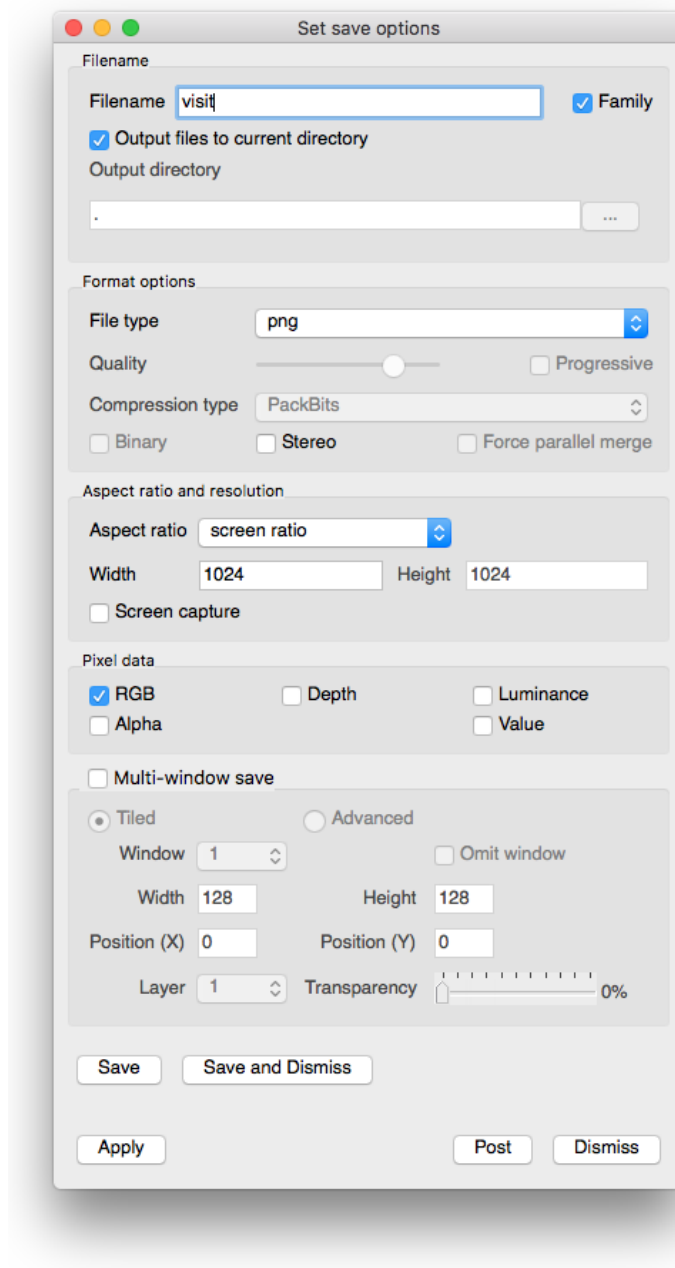 Set save options
Filename
Filename visit Family
Output files to current directory
Output directory
. ...
Format options
File type png
Quality Progressive
Compression type PackBits
Binary Stereo Force parallel merge
Aspect ratio and resolution
Aspect ratio screen ratio
Width 1024 Height 1024
Screen capture
Pixel data
RGB Depth Luminance
Alpha Value
Multi-window save
Tiled Advanced
Window 1 Omit window
Width 128 Height 128
Position (X) 0 Position (Y) 0
Layer 1 Transparency 0%
Save Save and Dismiss
Apply Post Dismiss